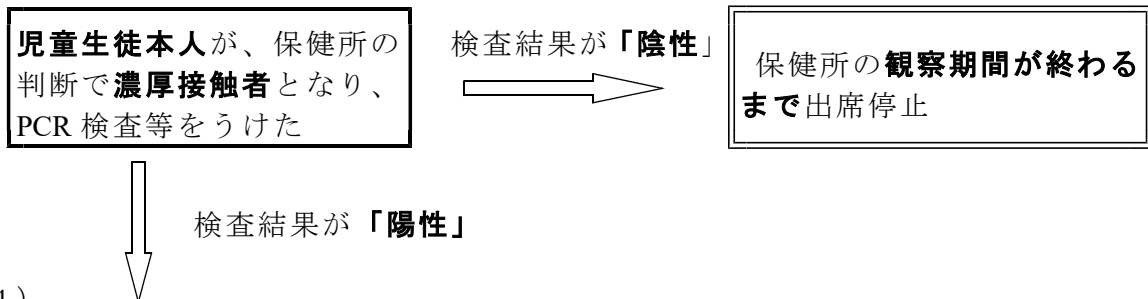 児童生徒本人が、保健所の
判断で濃厚接触者となり、
PCR 検査等をうけた
検査結果が「陰性」
保健所の観察期間が終わる
まで出席停止
検査結果が「陽性」